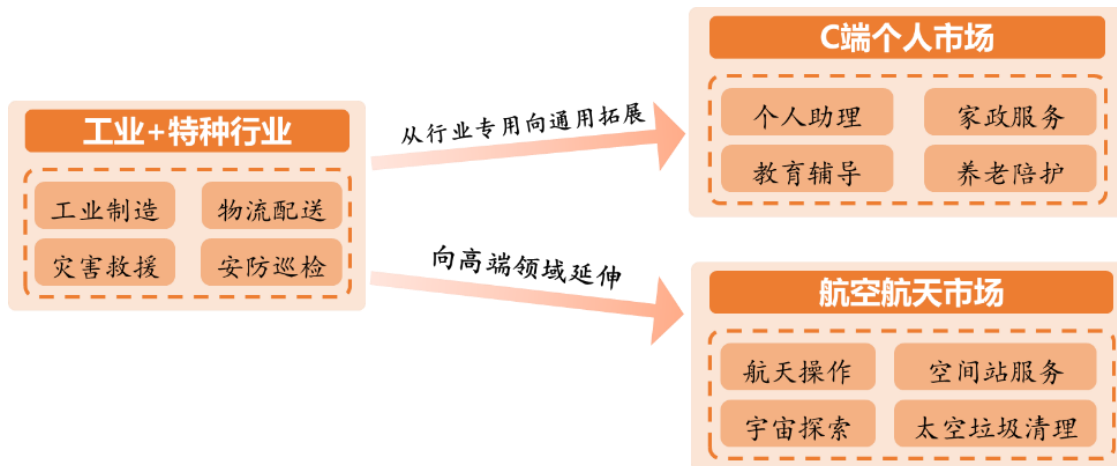 工业+特种行业
工业制造 物流配送
灾害救援 安防巡检
从行业专用向通用拓展
向高端领域延伸
C端个人市场
个人助理 家政服务
教育辅导 养老陪护
航空航天市场
航天操作 空间站服务
宇宙探索 太空垃圾清理